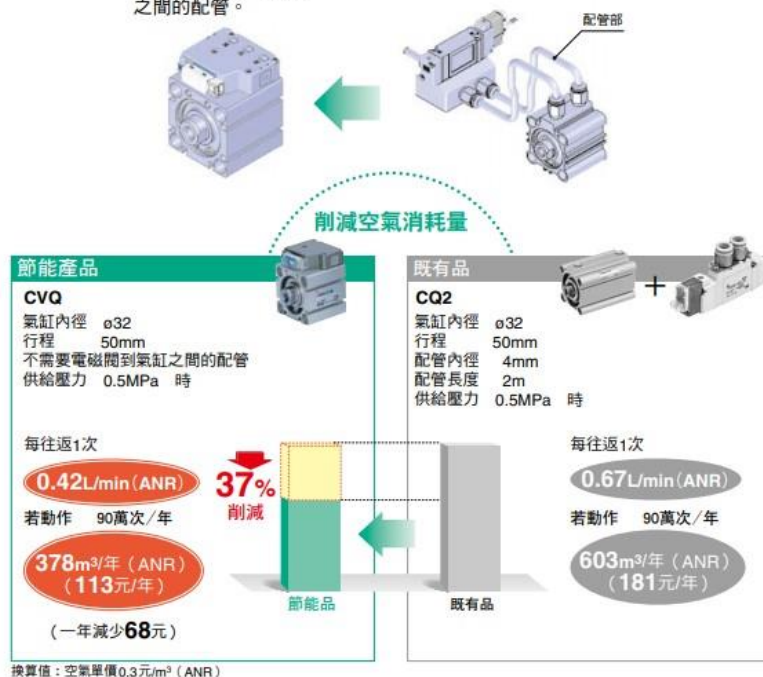 之間的配管。
配管部
削減空氣消耗量
節能產品
CVQ
氣缸內徑 ø32
行程 50mm
不需要電磁閥到氣缸之間的配管
供給壓力 0.5MPa 時
既有品
CQ2
氣缸內徑 ø32
行程 50mm
配管內徑 4mm
配管長度 2m
供給壓力 0.5MPa 時
+
每往返1次
0.42L/min(ANR)
若動作 90萬次/年
378m³/年(ANR)
(113元/年)
(一年減少68元)
37%
削減
節能品
既有品
每往返1次
0.67L/min(ANR)
若動作 90萬次/年
603m³/年(ANR)
(181元/年)
換算值:空氣單價0.3元/m³(ANR)